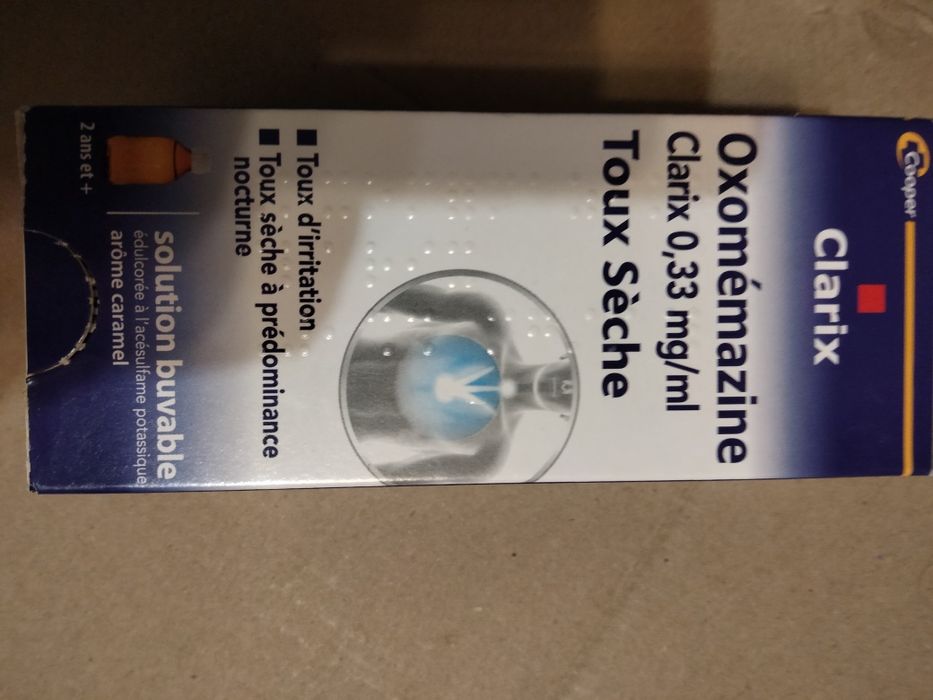 Cooper
Clarix
Oxomémazine
Clarix 0,33 mg/ml
Toux Sèche
Toux d'irritation
Toux sèche à prédominance
nocturne
solution buvable
édulcorée à l'acésulfame potassique
arôme caramel
2 ans et +